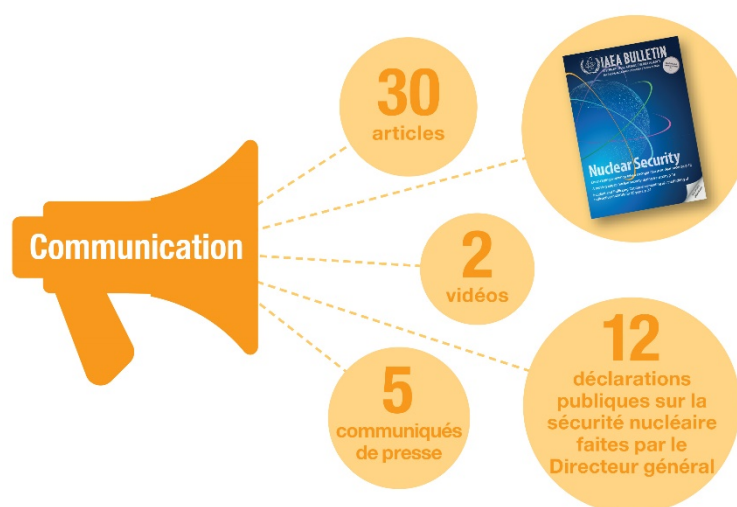 30
articles
IAEA BULLETIN
Nuclear Security
Communication
2
vidéos
12
déclarations
publiques sur la
sécurité nucléaire
faites par le
Directeur général
5
communiqués
de presse